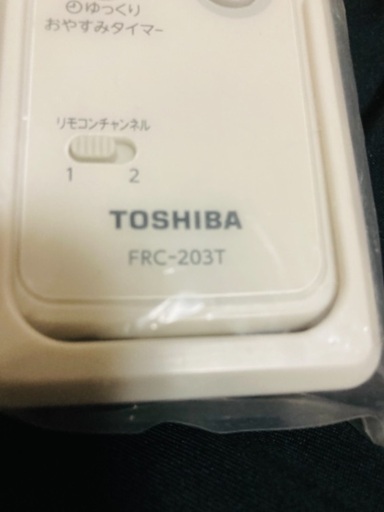 ゆっくり
おやすみタイマー
リモコンチャンネル
1 2
TOSHIBA
FRC-203T